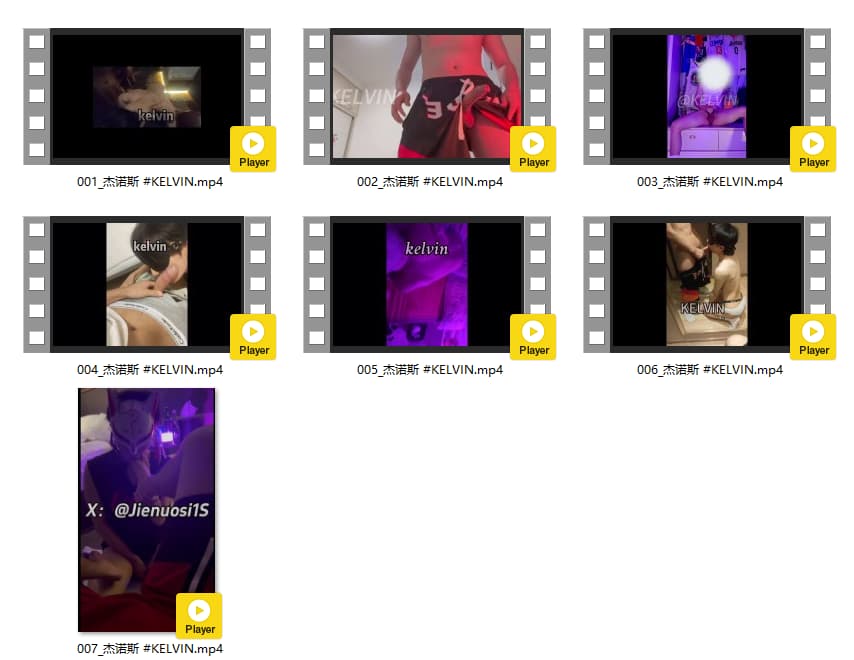 kelvin
KELVIN
@KELVIN
Player
Player
Player
001_杰诺斯 #KELVIN.mp4
002_杰诺斯 #KELVIN.mp4
003_杰诺斯 #KELVIN.mp4
kelvin
kelvin
KELVIN
Player
Player
Player
004_杰诺斯 #KELVIN.mp4
005_杰诺斯 #KELVIN.mp4
006_杰诺斯 #KELVIN.mp4
X: @Jienuosi1S
Player
007_杰诺斯 #KELVIN.mp4